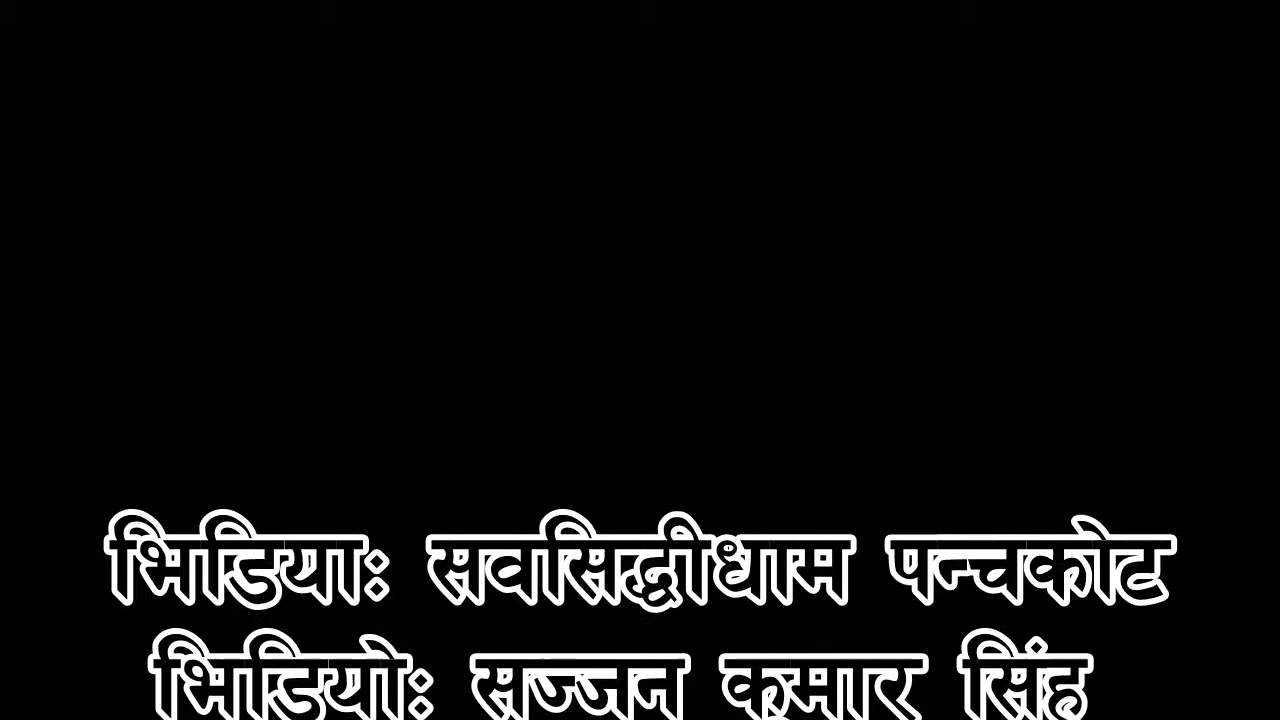 भिडियाः सवसिद्धीधाम पन्चकोट
भिडियोः सज्जन कुमार सिंह